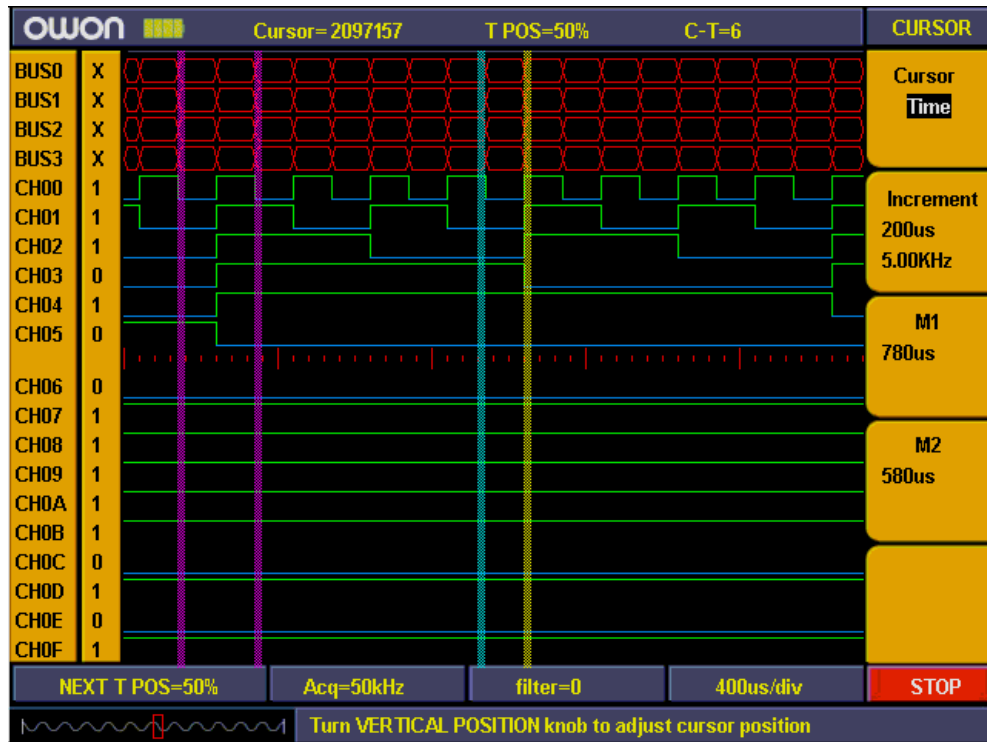 owon Cursor=2097157 T POS=50% C-T=6 CURSOR
BUS0 X
BUS1 X
BUS2 X
BUS3 X
CH00 1
CH01 1
CH02 1
CH03 0
CH04 1
CH05 0
CH06 0
CH07 1
CH08 1
CH09 1
CH0A 1
CH0B 1
CH0C 0
CH0D 1
CH0E 0
CH0F 1
Cursor
Time
Increment
200us
5.00KHz
M1
780us
M2
580us
NEXT T POS=50% Acq=50kHz filter=0 400us/div STOP
Turn VERTICAL POSITION knob to adjust cursor position